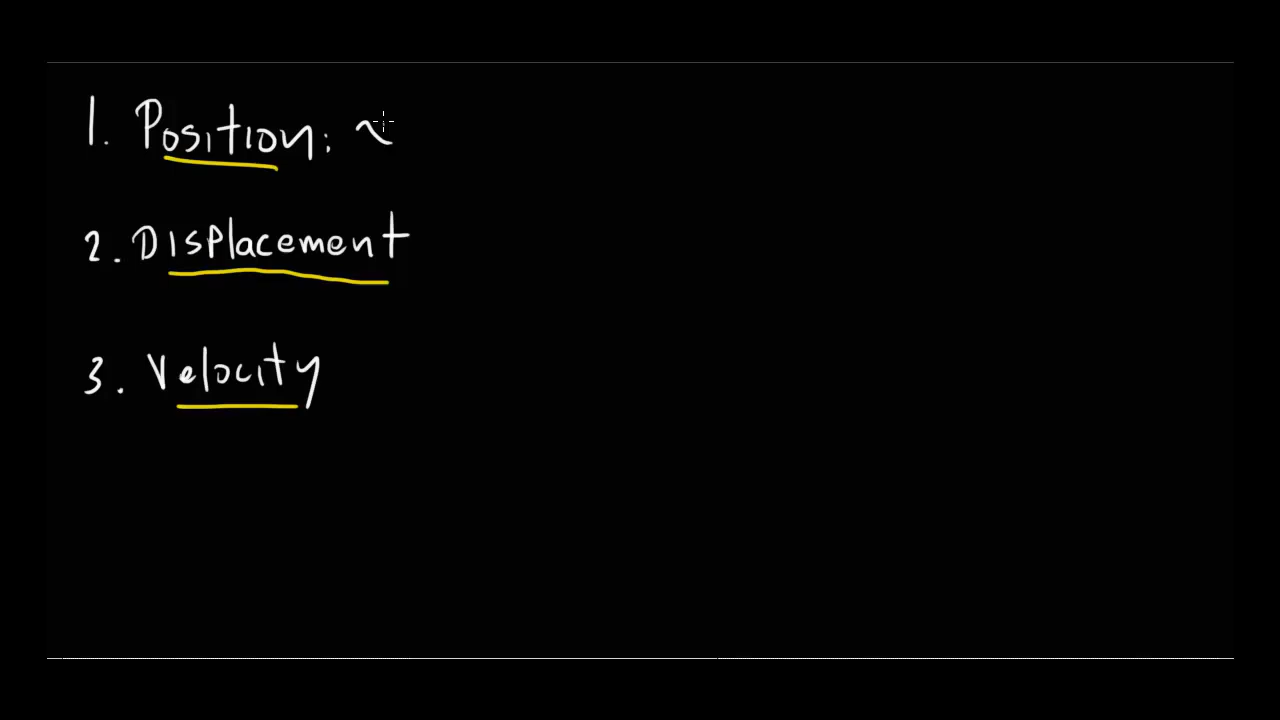 1. Position:
2. Displacement
3. Velocity